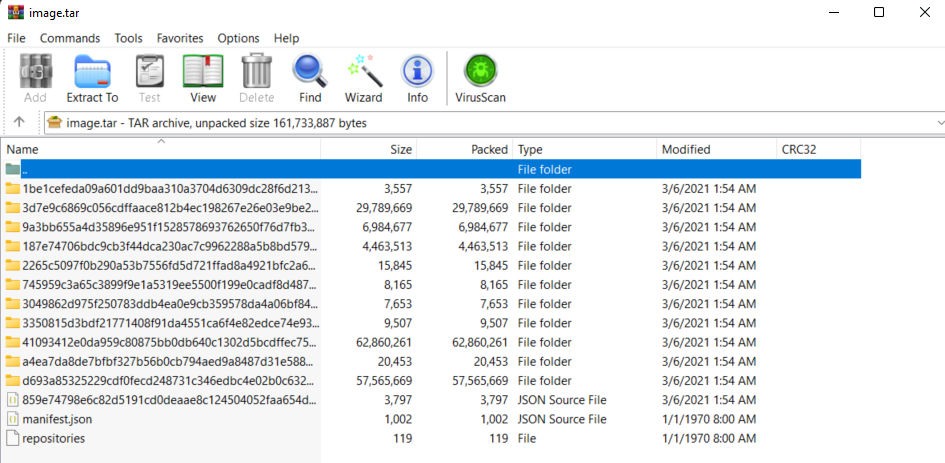 image.tar
File Commands Tools Favorites Options Help
Add Extract To Test View Delete Find Wizard Info VirusScan
image.tar - TAR archive, unpacked size 161,733,887 bytes
Name Size Packed Type Modified CRC32
.. File folder
1be1cefeda09a601dd9baa310a3704d6309dc28f6d213... 3,557 3,557 File folder 3/6/2021 1:54 AM
3d7e9c6869c056cdffaace812b4ec198267e26e03e9be2... 29,789,669 29,789,669 File folder 3/6/2021 1:54 AM
9a3bb655a4d35896e951f1528578693762650f76d7fb3... 6,984,677 6,984,677 File folder 3/6/2021 1:54 AM
187e74706bdc9cb3f44dca230ac7c9962288a5b8bd579... 4,463,513 4,463,513 File folder 3/6/2021 1:54 AM
2265c5097f0b290a53b7556fd5d721ffad8a4921bfc2a6... 15,845 15,845 File folder 3/6/2021 1:54 AM
745959c3a65c3899f9e1a5319ee5500f199e0cadf8d487... 8,165 8,165 File folder 3/6/2021 1:54 AM
3049862d975f250783ddb4ea0e9cb359578da4a06bf84... 7,653 7,653 File folder 3/6/2021 1:54 AM
3350815d3bdf21771408f91da4551ca6f4e82edce74e93... 9,507 9,507 File folder 3/6/2021 1:54 AM
41093412e0da959c80875bb0db640c1302d5bcdffec75... 62,860,261 62,860,261 File folder 3/6/2021 1:54 AM
a4ea7da8de7bfbf327b56b0cb794aed9a8487d31e588... 20,453 20,453 File folder 3/6/2021 1:54 AM
d693a85325229cdf0fecd248731c346edbc4e02b0c632... 57,565,669 57,565,669 File folder 3/6/2021 1:54 AM
859e74798e6c82d5191cd0deaae8c124504052faa654d... 3,797 3,797 JSON Source File 3/6/2021 1:54 AM
manifest.json 1,002 1,002 JSON Source File 1/1/1970 8:00 AM
repositories 119 119 File 1/1/1970 8:00 AM